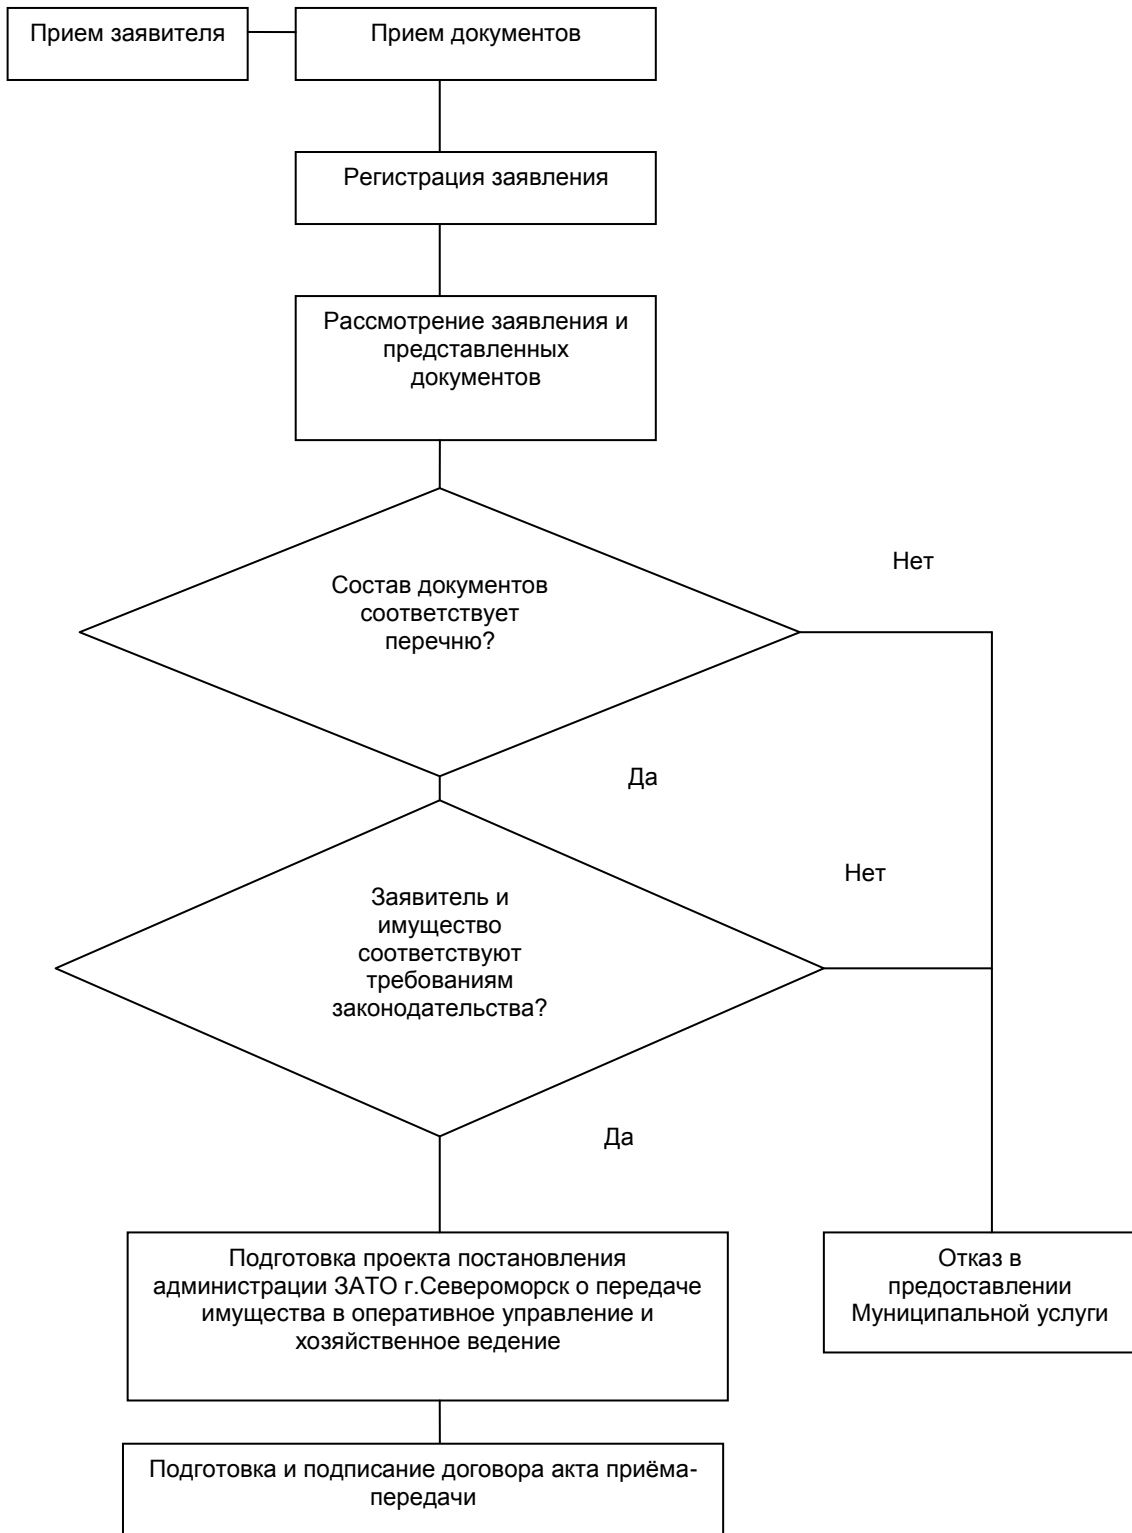 Прием заявителя
Прием документов
Регистрация заявления
Рассмотрение заявления и
представленных
документов
Нет
Состав документов
соответствует
перечню?
Да
Нет
Заявитель и
имущество
соответствуют
требованиям
законодательства?
Да
Подготовка проекта постановления
администрации ЗАТО г.Североморск о передаче
имущества в оперативное управление и
хозяйственное ведение
Отказ в
предоставлении
Муниципальной услуги
Подготовка и подписание договора акта приёма-
передачи